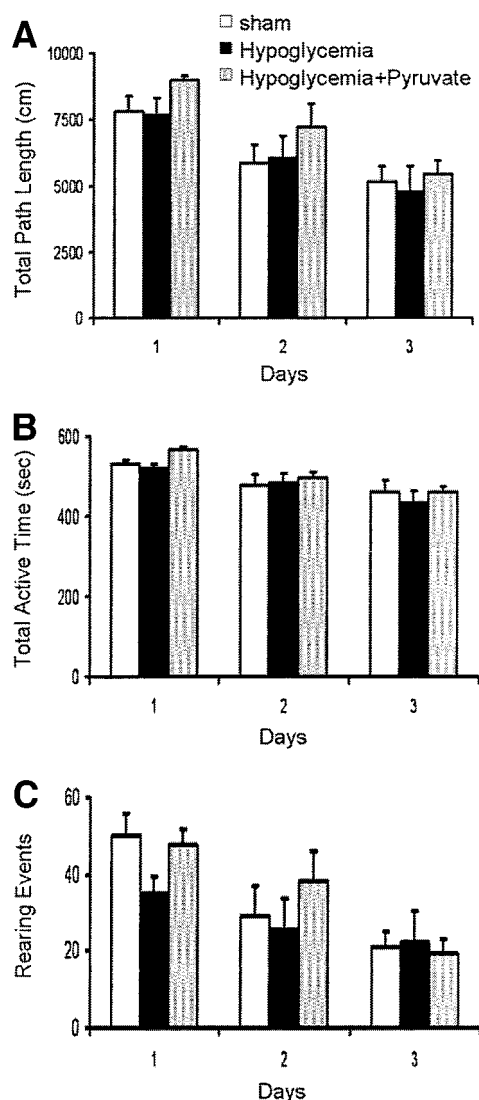 A
sham
Hypoglycemia
Hypoglycemia+Pyruvate
Total Path Length (cm)
10000
7500
5000
2500
0
1 2 3
Days
B
Total Active Time (sec)
600
400
200
0
1 2 3
Days
C
Rearing Events
60
40
20
0
1 2 3
Days